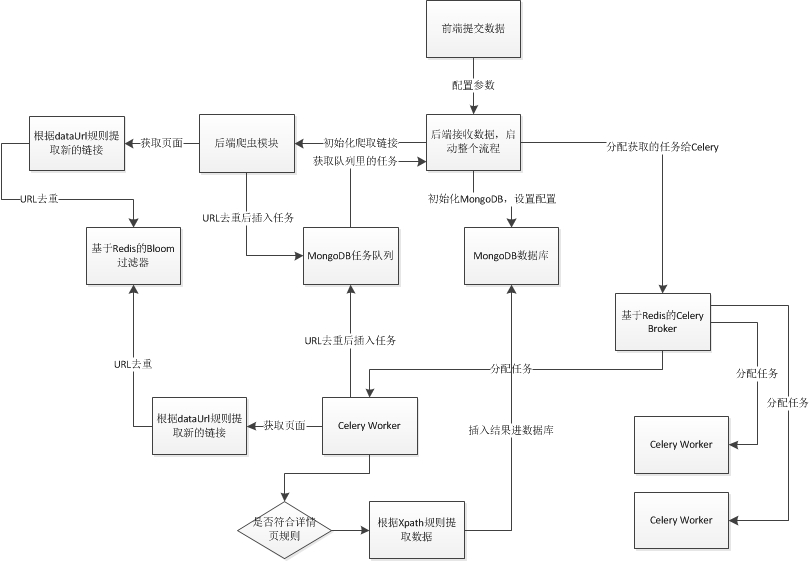 前端提交数据
配置参数
根据dataUrl规则提
取新的链接
获取页面
后端爬虫模块
初始化爬取链接
获取队列里的任务
后端接收数据，启
动整个流程
分配获取的任务给Celery
URL去重
URL去重后插入任务
初始化MongoDB，设置配置
基于Redis的Bloom
过滤器
MongoDB任务队列
MongoDB数据库
基于Redis的Celery
Broker
URL去重后插入任务
URL去重
分配任务
分配任务
分配任务
根据dataUrl规则提
取新的链接
获取页面
Celery Worker
插入结果进数据库
Celery Worker
是否符合详情
页规则
根据Xpath规则提
取数据
Celery Worker